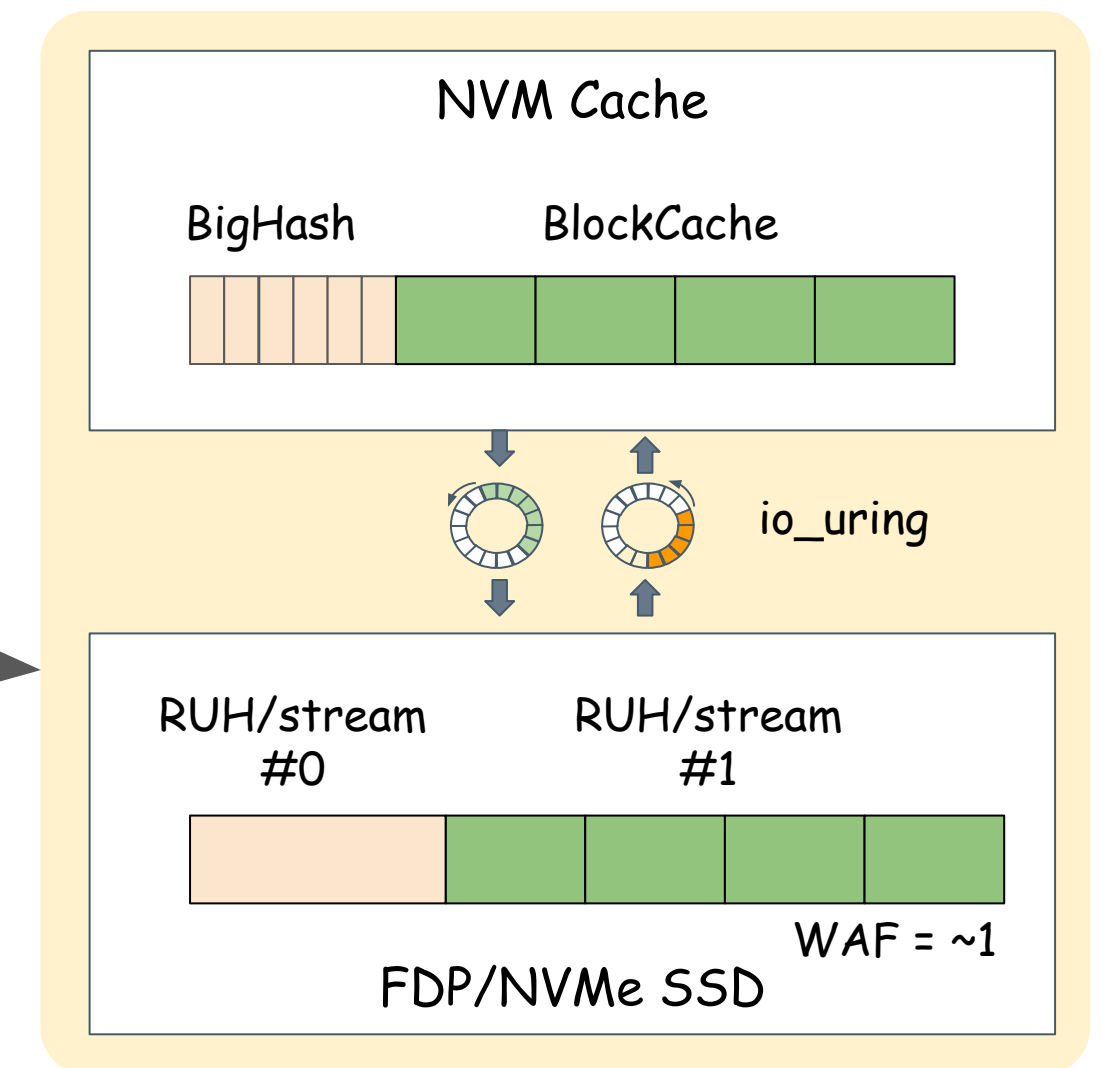 NVM Cache
BigHash
BlockCache
io_uring
RUH/stream
#0
RUH/stream
#1
WAF = ~1
FDP/NVMe SSD